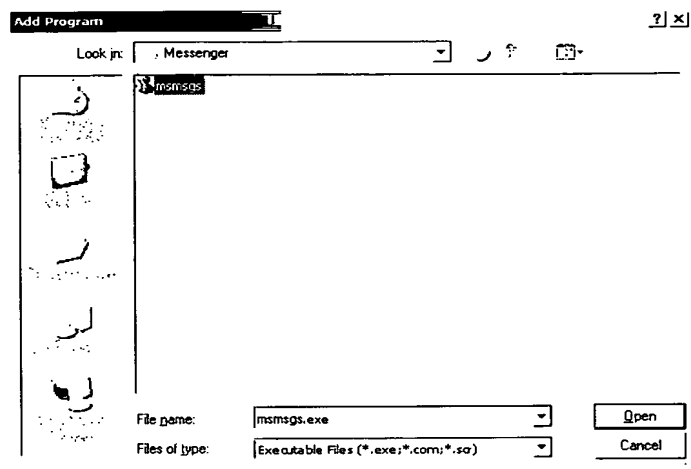 Add Program
? x
Look in: Messenger
msmsgs
File name: msmsgs.exe
Open
Files of type: Executable Files (*.exe;*.com;*.scr)
Cancel